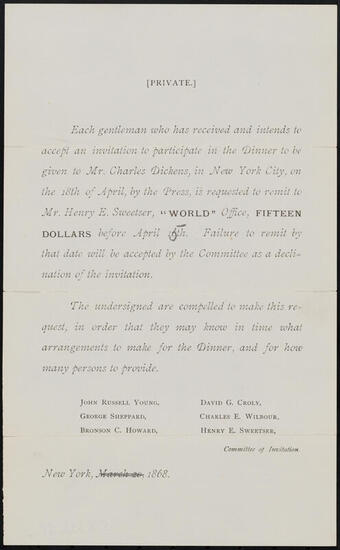 [PRIVATE.]
Each gentleman who has received and intends to
accept an invitation to participate in the Dinner to be
given to Mr. Charles Dickens, in New York City, on
the 18th of April, by the Press, is requested to remit to
Mr. Henry E. Sweetser, "WORLD" Office, FIFTEEN
DOLLARS before April 5th. Failure to remit by
that date will be accepted by the Committee as a decli-
nation of the invitation.
The undersigned are compelled to make this re-
quest, in order that they may know in time what
arrangements to make for the Dinner, and for how
many persons to provide.
JOHN RUSSELL YOUNG, DAVID G. CROLY,
GEORGE SHEPPARD, CHARLES E. WILBOUR,
BRONSON C. HOWARD, HENRY E. SWEETSER,
Committee of Invitation.
New York, March 20, 1868.